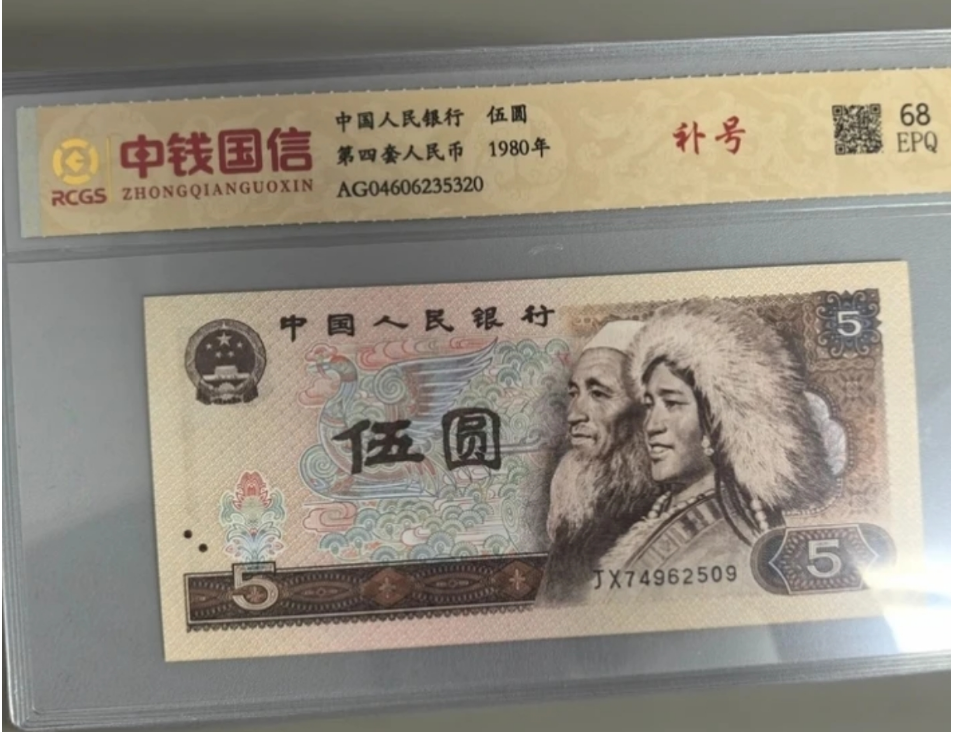 中国人民银行 伍圆
中钱国信
第四套人民币 1980年
RCGS ZHONGQIANGUOXIN
AG04606235320
补号
68
EPQ
中国人民银行
5
伍圆
5
JX74962509
5